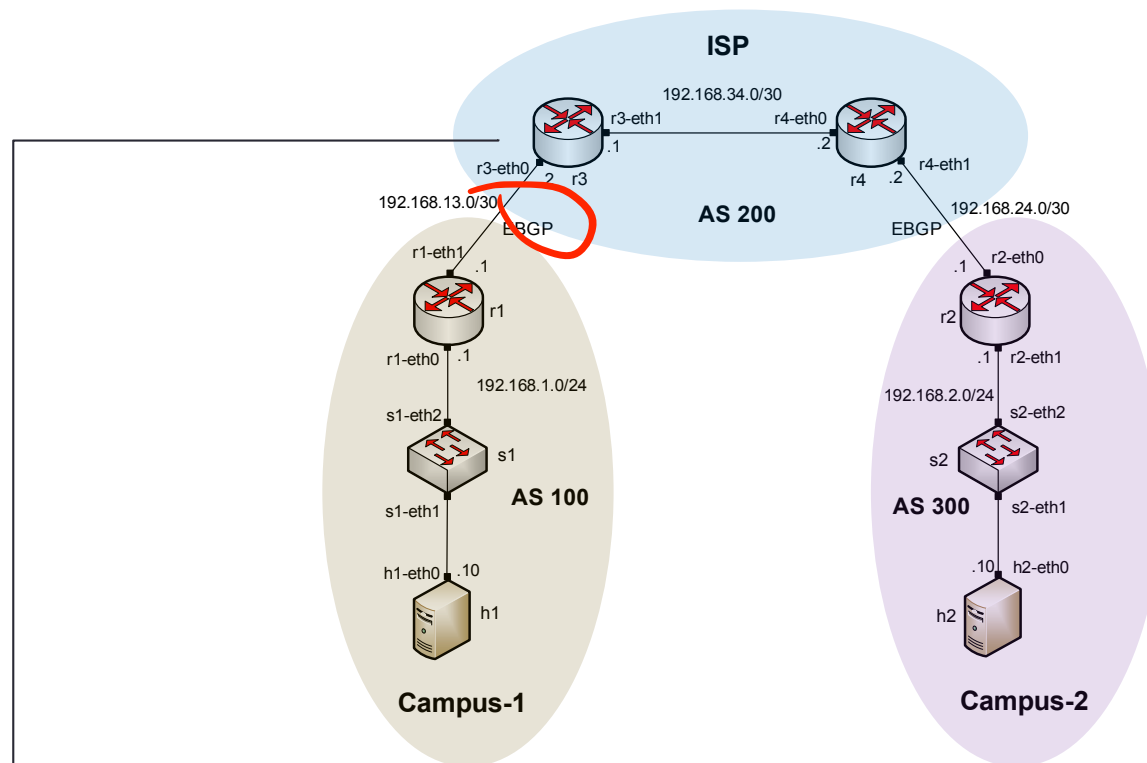 ISP
192.168.34.0/30
r3-eth1
r4-eth0
.1
.2
r3-eth0
.2
r3
r4
.2
r4-eth1
192.168.13.0/30
AS 200
192.168.24.0/30
EBGP
EBGP
r1-eth1
.1
.1
r2-eth0
r1
r2
r1-eth0
.1
.1
r2-eth1
192.168.1.0/24
192.168.2.0/24
s1-eth2
s2-eth2
s1
s2
AS 100
AS 300
s1-eth1
s2-eth1
h1-eth0
.10
.10
h2-eth0
h1
h2
Campus-1
Campus-2